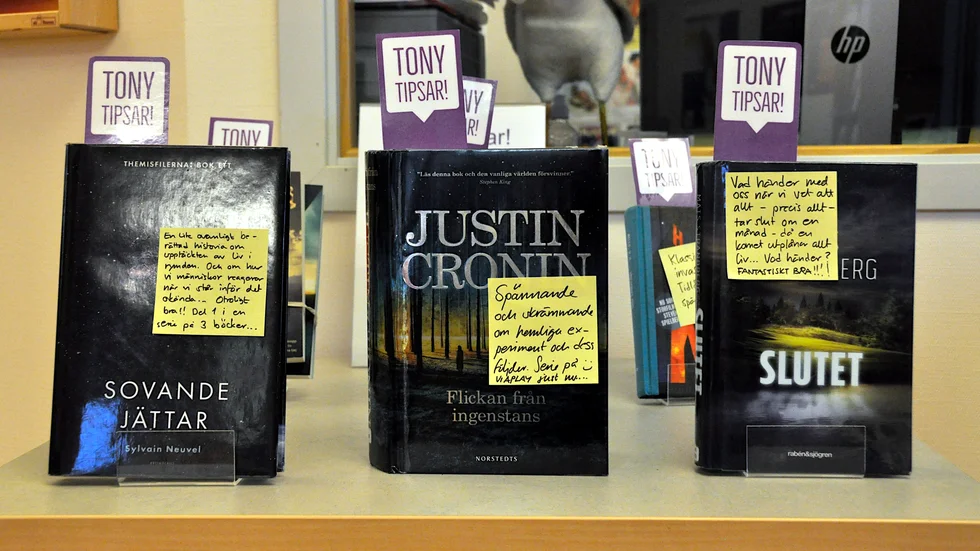 TONY
TIPSAR!
TONY
THEMISFILERNA: BOK ETT
En lite ovanligt be-
rättad historia om
upptäckten av liv i
rymden. Och om hur
vi människor reagerar
när vi står inför det
okända... Otroligt
bra!! Del 1 i en
serie på 3 böcker...
SOVANDE
JÄTTAR
Sylvain Neuvel
TONY
TIPSAR!
"Läs denna bok och den vanliga världen försvinner."
Stephen King
JUSTIN
CRONIN
Spännande
och skrämmande
om hemliga ex-
periment och dess
följder. Serie på
VIAPLAY just nu...
Flickan från
ingenstans
NORSTEDTS
TONY
TIPSAR!
TONY
TIPSAR!
Vad händer med
oss när vi vet att
allt – precis allt –
tar slut om en
månad – då en
komet utplånar allt
liv... Vad händer?
FANTASTISKT BRA!!!
BERG
SLUTET
rabén&sjögren
SLUTET
hp